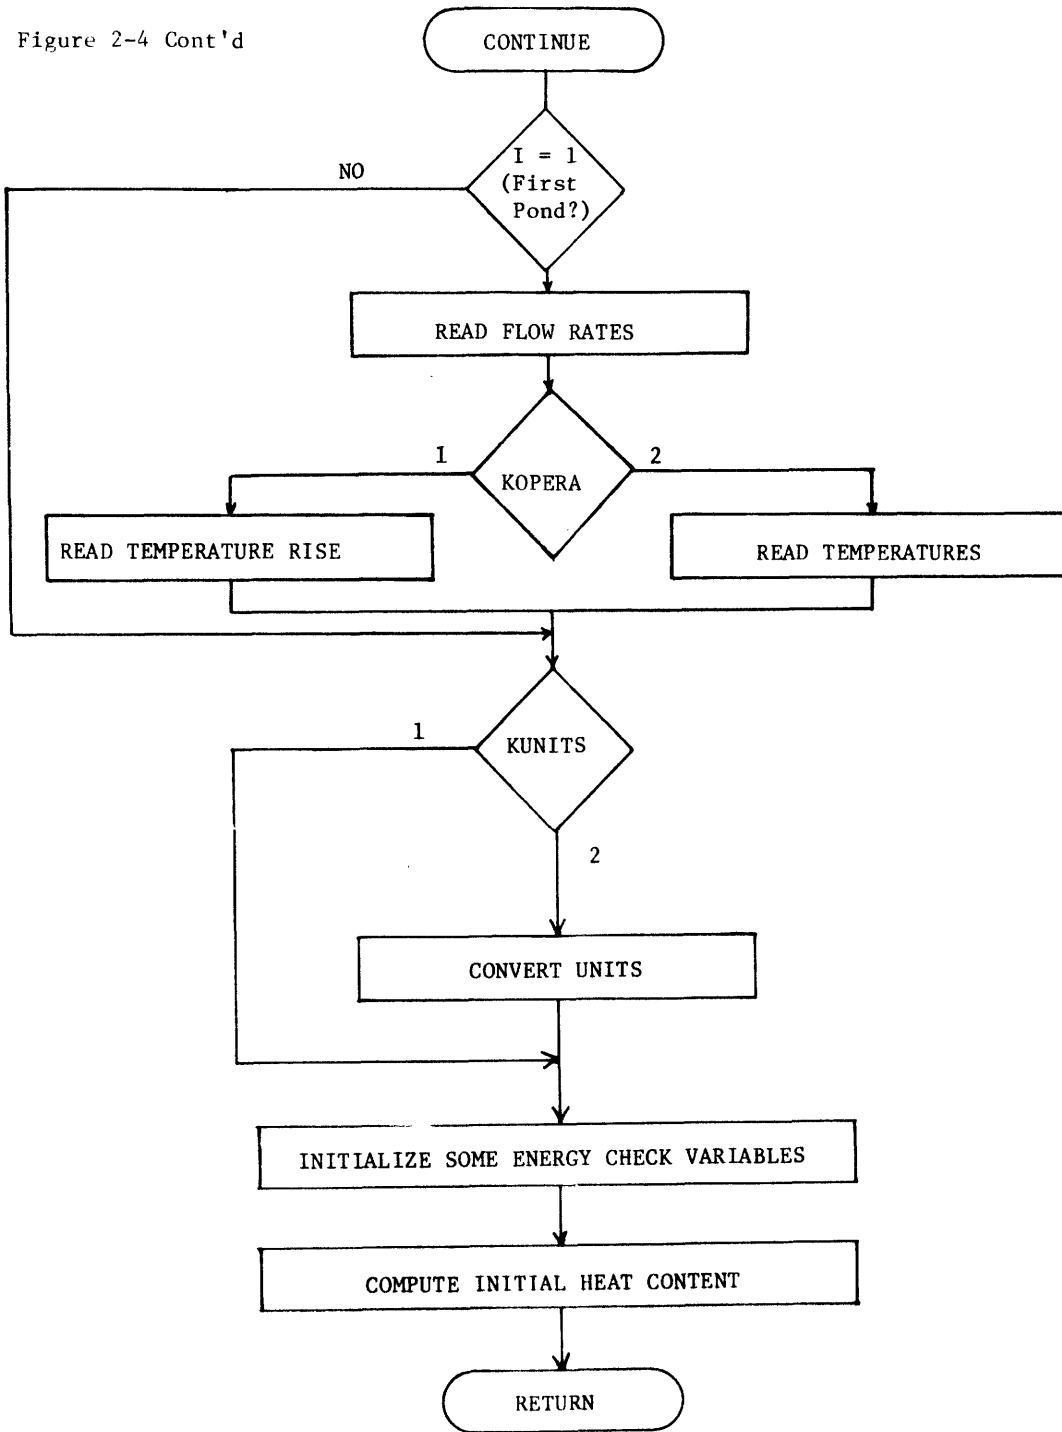 Figure 2-4 Cont'd
CONTINUE
I = 1
(First
Pond?)
NO
READ FLOW RATES
1
KOPERA
2
READ TEMPERATURE RISE
READ TEMPERATURES
1
KUNITS
2
CONVERT UNITS
INITIALIZE SOME ENERGY CHECK VARIABLES
COMPUTE INITIAL HEAT CONTENT
RETURN